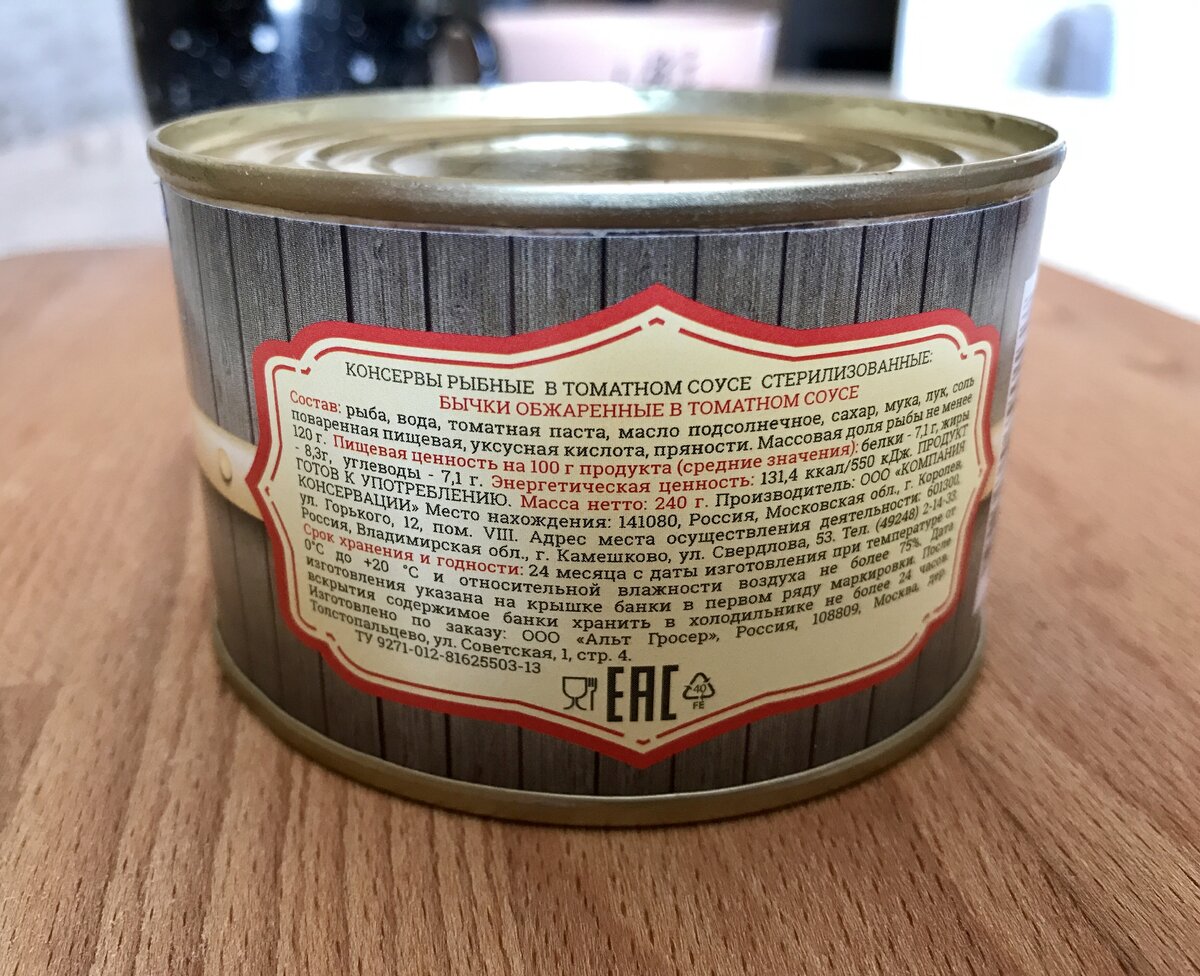 КОНСЕРВЫ РЫБНЫЕ В ТОМАТНОМ СОУСЕ СТЕРИЛИЗОВАННЫЕ:
БЫЧКИ ОБЖАРЕННЫЕ В ТОМАТНОМ СОУСЕ
Состав: рыба, вода, томатная паста, масло подсолнечное, сахар, мука, лук, соль
поваренная пищевая, уксусная кислота, пряности. Массовая доля рыбы не менее
120 г. Пищевая ценность на 100 г продукта (средние значения): белки - 7,1 г, жиры
- 8,3г, углеводы - 7,1 г. Энергетическая ценность: 131,4 ккал/550 кДж. ПРОДУКТ
ГОТОВ К УПОТРЕБЛЕНИЮ. Масса нетто: 240 г. Производитель: ООО «КОМПАНИЯ
КОНСЕРВАЦИИ» Место нахождения: 141080, Россия, Московская обл., г. Королев,
ул. Горького, 12, пом. VIII. Адрес места осуществления деятельности: 601300,
Россия, Владимирская обл., г. Камешково, ул. Свердлова, 53. Тел. (49248) 2-14-33.
Срок хранения и годности: 24 месяца с даты изготовления при температуре от
0°С до +20 °С и относительной влажности воздуха не более 75%. Дата
изготовления указана на крышке банки в первом ряду маркировки. После
вскрытия содержимое банки хранить в холодильнике не более 24 часов.
Изготовлено по заказу: ООО «Альт Гросер», Россия, 108809, Москва, дер.
Толстопальцево, ул. Советская, 1, стр. 4.
ТУ 9271-012-81625503-13
EAC
40
FE